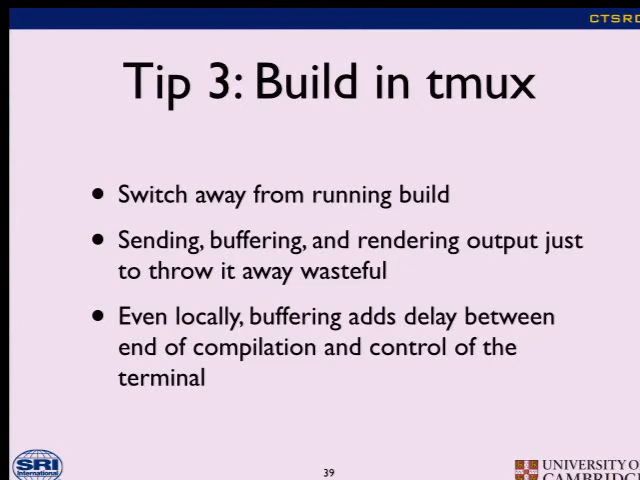 CTSRD
Tip 3: Build in tmux
• Switch away from running build
• Sending, buffering, and rendering output just
to throw it away wasteful
• Even locally, buffering adds delay between
end of compilation and control of the
terminal
SRI
International
39
UNIVERSITY OF
CAMBRIDGE